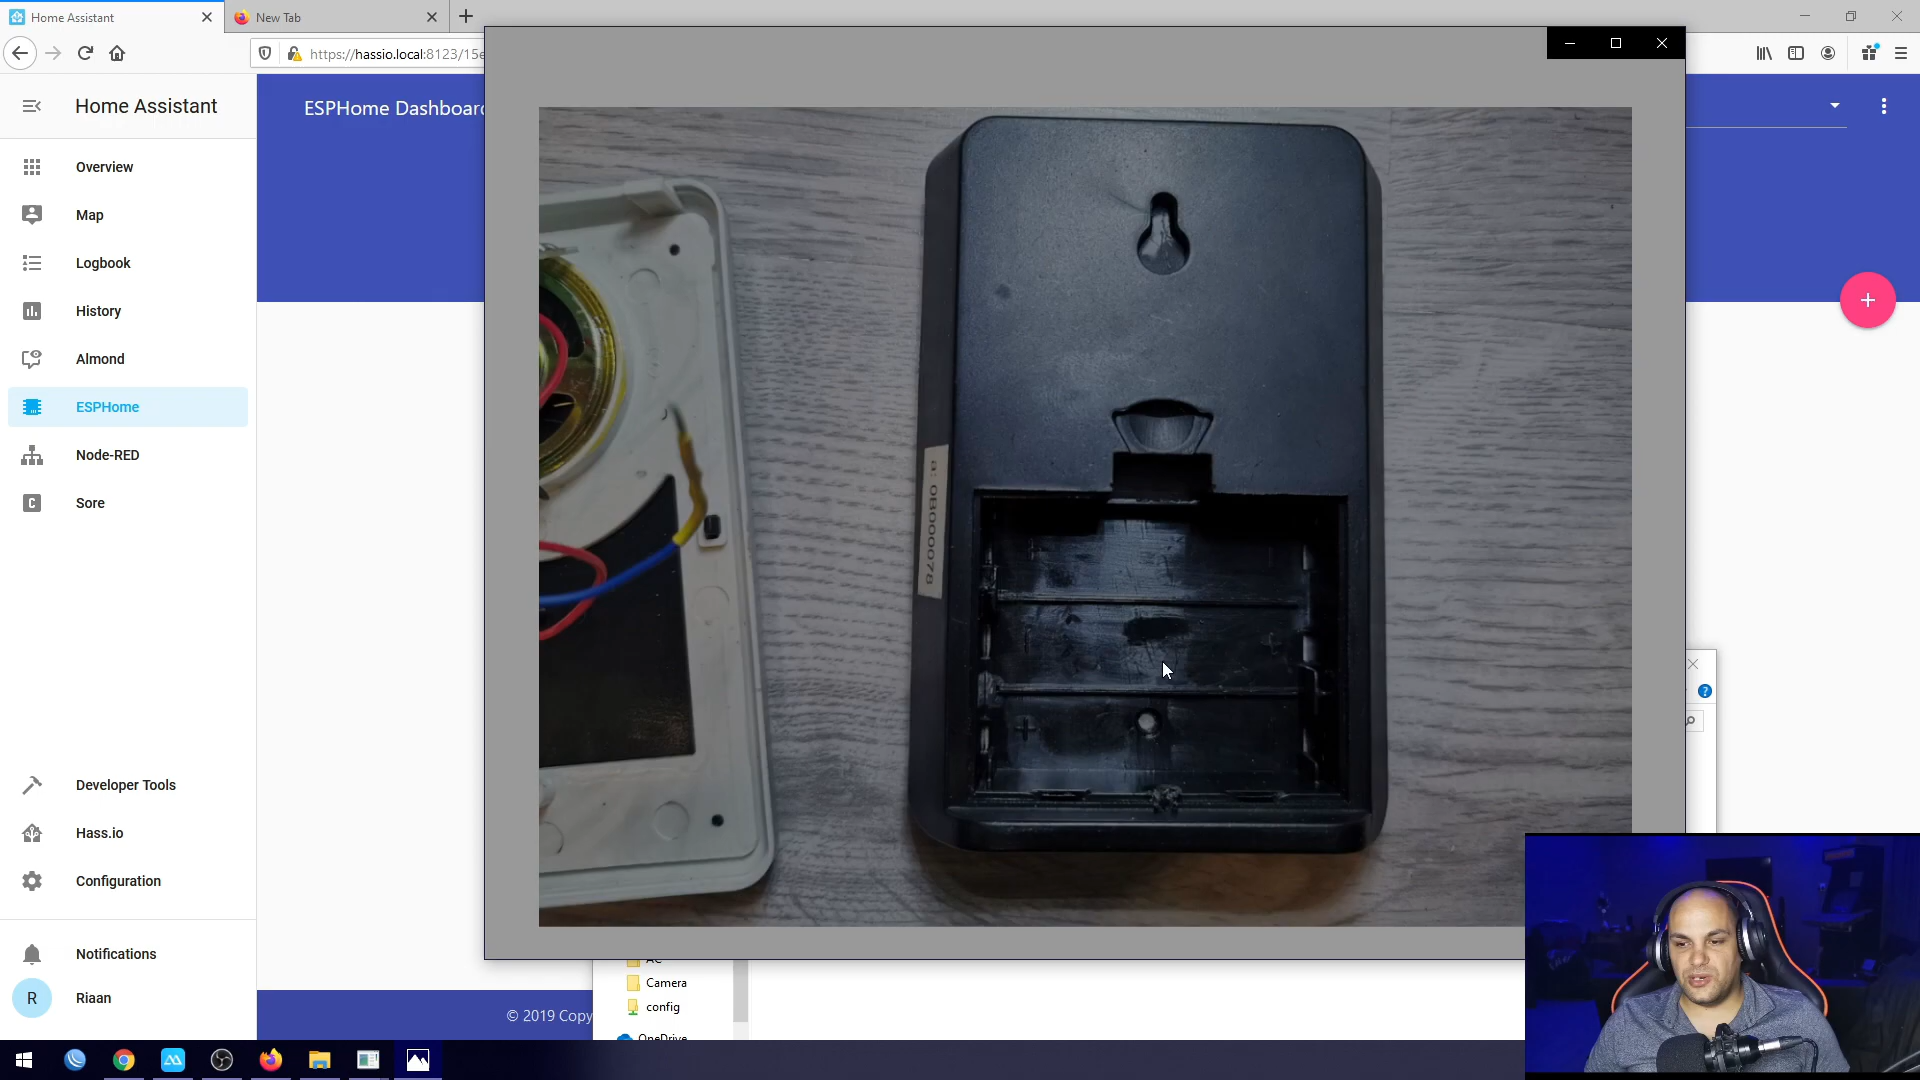 Home Assistant
New Tab
https://hassio.local:8123/15e
Home Assistant
ESPHome Dashboard
Overview
Map
Logbook
History
Almond
ESPHome
Node-RED
C
Sore
Developer Tools
Hass.io
Configuration
Notifications
R
Riaan
a: 0B000078
?
Camera
config
OneDrive
© 2019 Copy